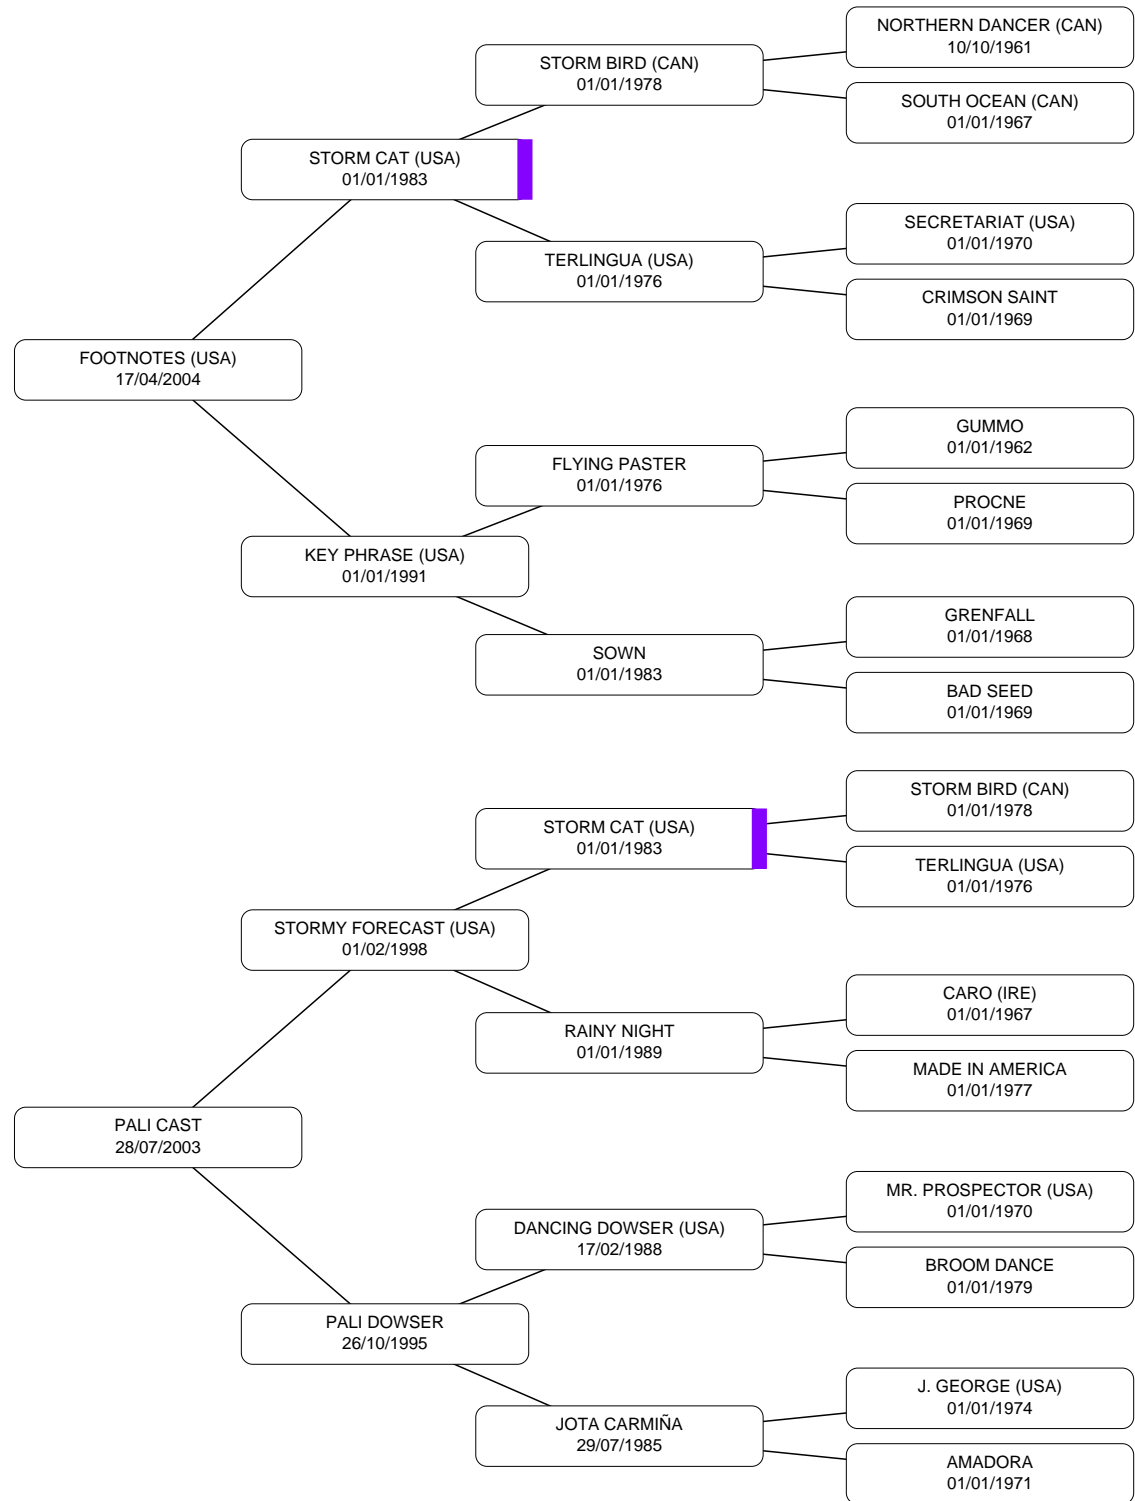 NORTHERN DANCER (CAN)
10/10/1961
STORM BIRD (CAN)
01/01/1978
SOUTH OCEAN (CAN)
01/01/1967
STORM CAT (USA)
01/01/1983
SECRETARIAT (USA)
01/01/1970
TERLINGUA (USA)
01/01/1976
CRIMSON SAINT
01/01/1969
FOOTNOTES (USA)
17/04/2004
GUMMO
01/01/1962
FLYING PASTER
01/01/1976
PROCNE
01/01/1969
KEY PHRASE (USA)
01/01/1991
GRENFALL
01/01/1968
SOWN
01/01/1983
BAD SEED
01/01/1969
STORM BIRD (CAN)
01/01/1978
STORM CAT (USA)
01/01/1983
TERLINGUA (USA)
01/01/1976
STORMY FORECAST (USA)
01/02/1998
CARO (IRE)
01/01/1967
RAINY NIGHT
01/01/1989
MADE IN AMERICA
01/01/1977
PALI CAST
28/07/2003
MR. PROSPECTOR (USA)
01/01/1970
DANCING DOWSER (USA)
17/02/1988
BROOM DANCE
01/01/1979
PALI DOWSER
26/10/1995
J. GEORGE (USA)
01/01/1974
JOTA CARMIÑA
29/07/1985
AMADORA
01/01/1971